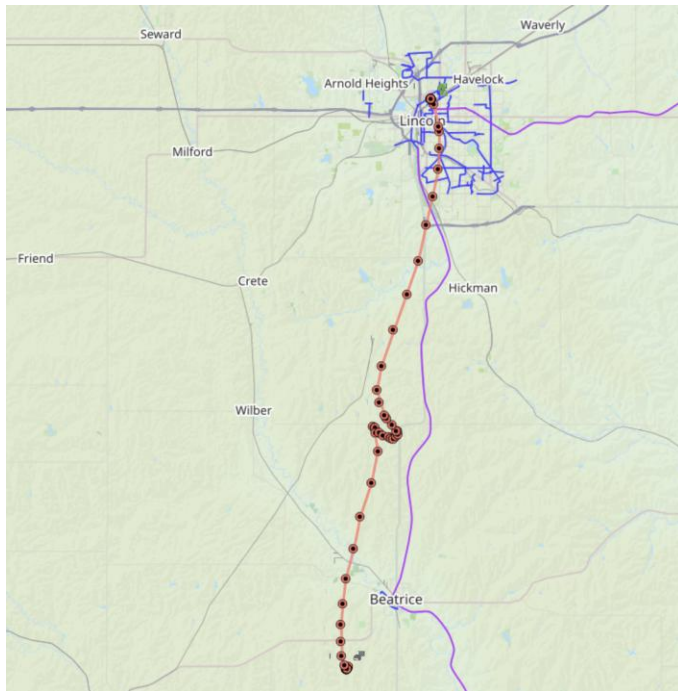 Waverly
Seward
Arnold Heights
Havelock
Lincoln
Milford
Friend
Crete
Hickman
Wilber
Beatrice